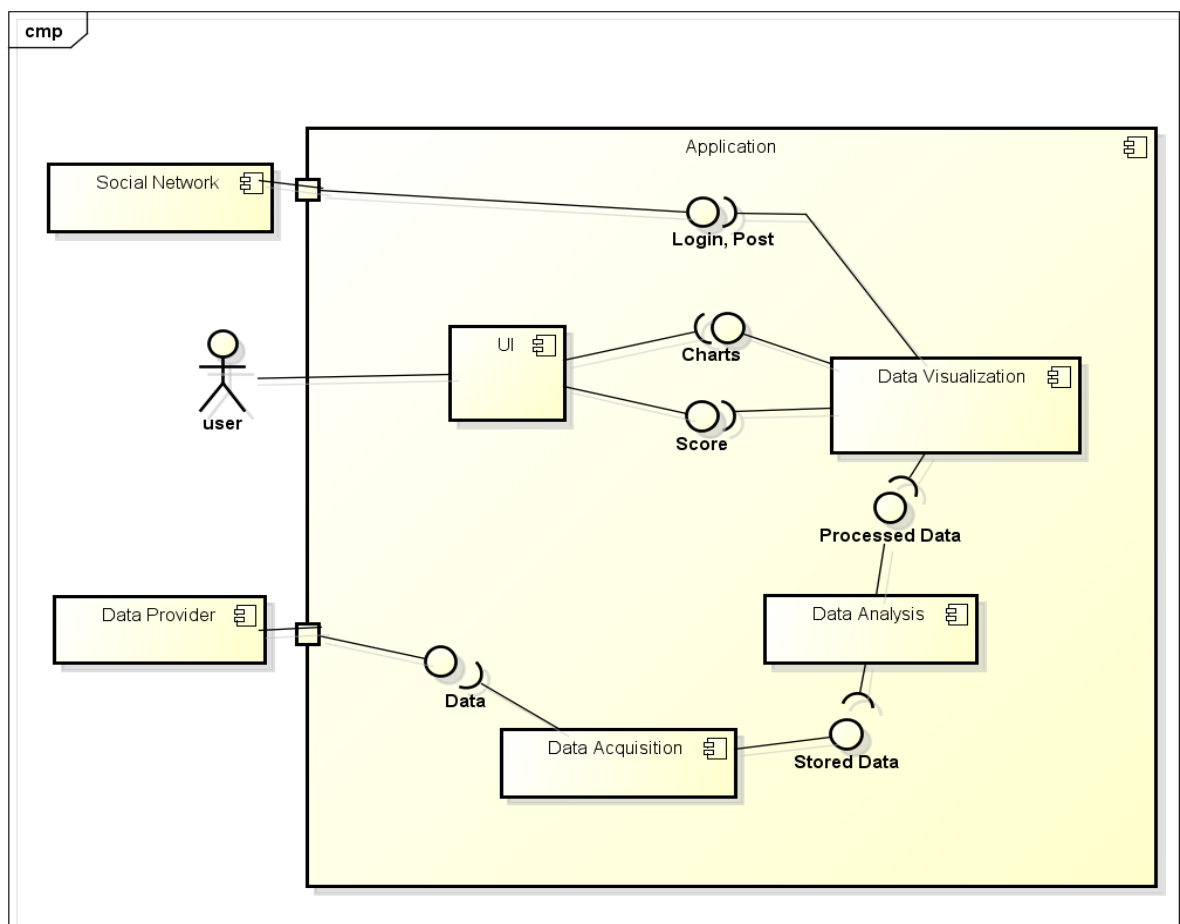 cmp
Application
Social Network
Login, Post
UI
Charts
Data Visualization
user
Score
Processed Data
Data Provider
Data Analysis
Data
Data Acquisition
Stored Data